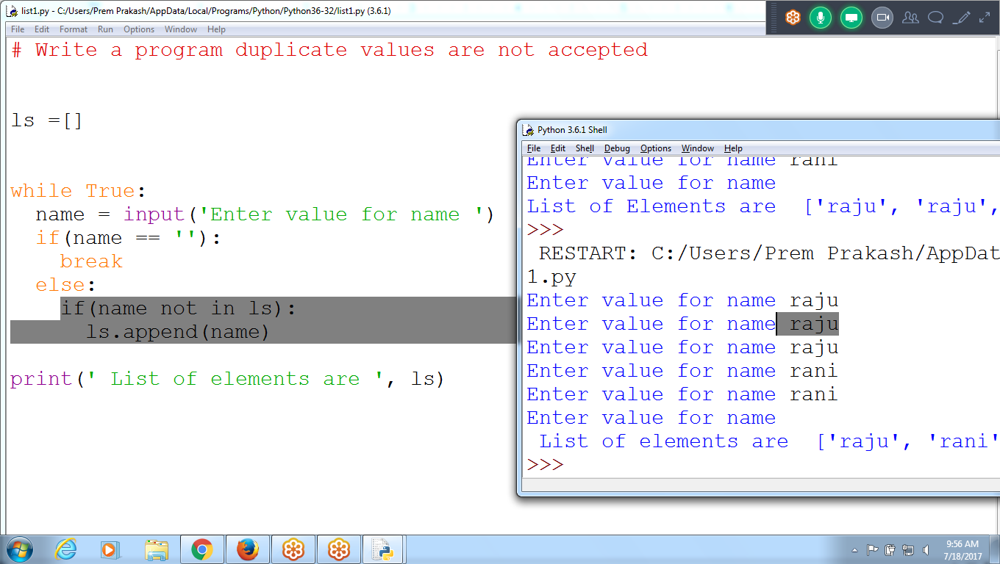 list1.py - C:/Users/Prem Prakash/AppData/Local/Programs/Python/Python36-32/list1.py (3.6.1)
File Edit Format Run Options Window Help
# Write a program duplicate values are not accepted
ls =[]
while True:
name = input('Enter value for name ')
if(name == ''):
break
else:
if(name not in ls):
ls.append(name)
print(' List of elements are ', ls)
Python 3.6.1 Shell
File Edit Shell Debug Options Window Help
Enter value for name rani
Enter value for name
List of Elements are ['raju', 'raju',
>>>
RESTART: C:/Users/Prem Prakash/AppDat
1.py
Enter value for name raju
Enter value for name raju
Enter value for name raju
Enter value for name rani
Enter value for name rani
Enter value for name
List of elements are ['raju', 'rani'
>>>
9:56 AM
7/18/2017